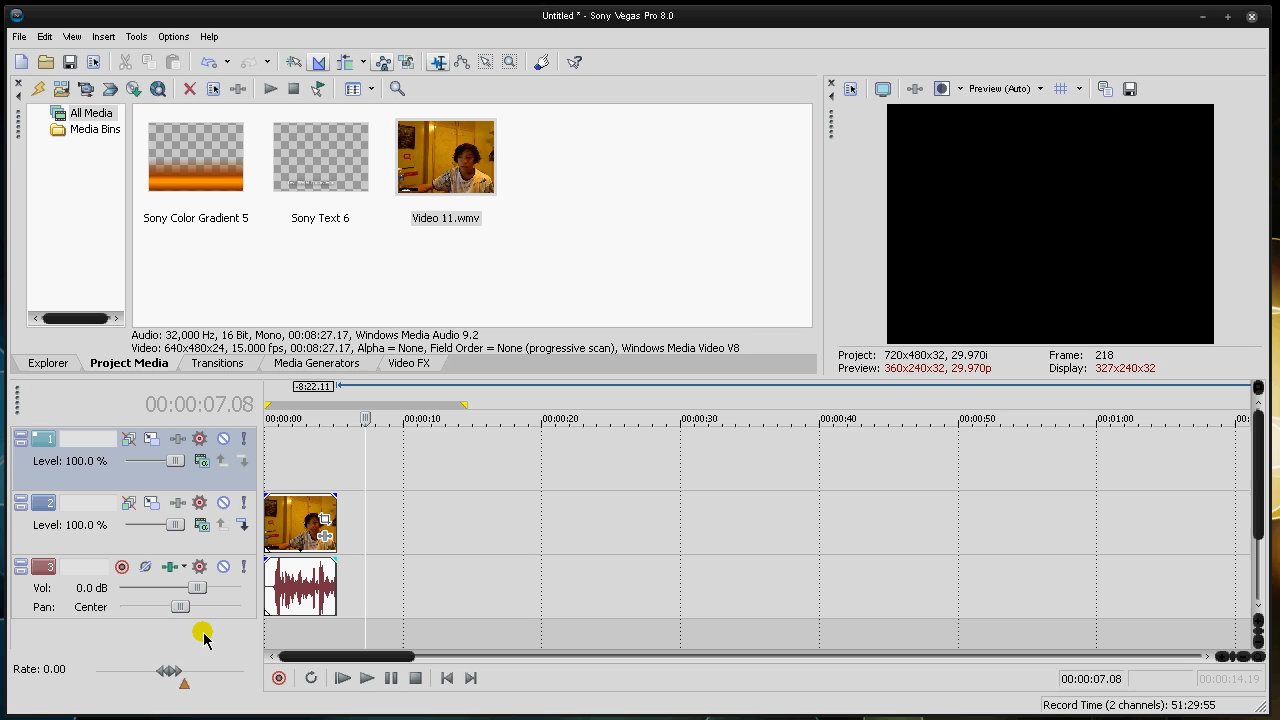 Untitled * - Sony Vegas Pro 8.0
File Edit View Insert Tools Options Help
Preview (Auto)
All Media
Media Bins
Sony Color Gradient 5
Sony Text 6
Video 11.wmv
Audio: 32,000 Hz, 16 Bit, Mono, 00:08:27.17, Windows Media Audio 9.2
Video: 640x480x24, 15.000 fps, 00:08:27.17, Alpha = None, Field Order = None (progressive scan), Windows Media Video V8
Explorer Project Media Transitions Media Generators Video FX
Project: 720x480x32, 29.970i Frame: 218
Preview: 360x240x32, 29.970p Display: 327x240x32
-8:22.11
00:00:07.08
00:00:00 00:00:10 00:00:20 00:00:30 00:00:40 00:00:50 00:01:00
1
Level: 100.0 %
2
Level: 100.0 %
3
Vol: 0.0 dB
Pan: Center
Rate: 0.00
00:00:07.08 00:00:14.19
Record Time (2 channels): 51:29:55